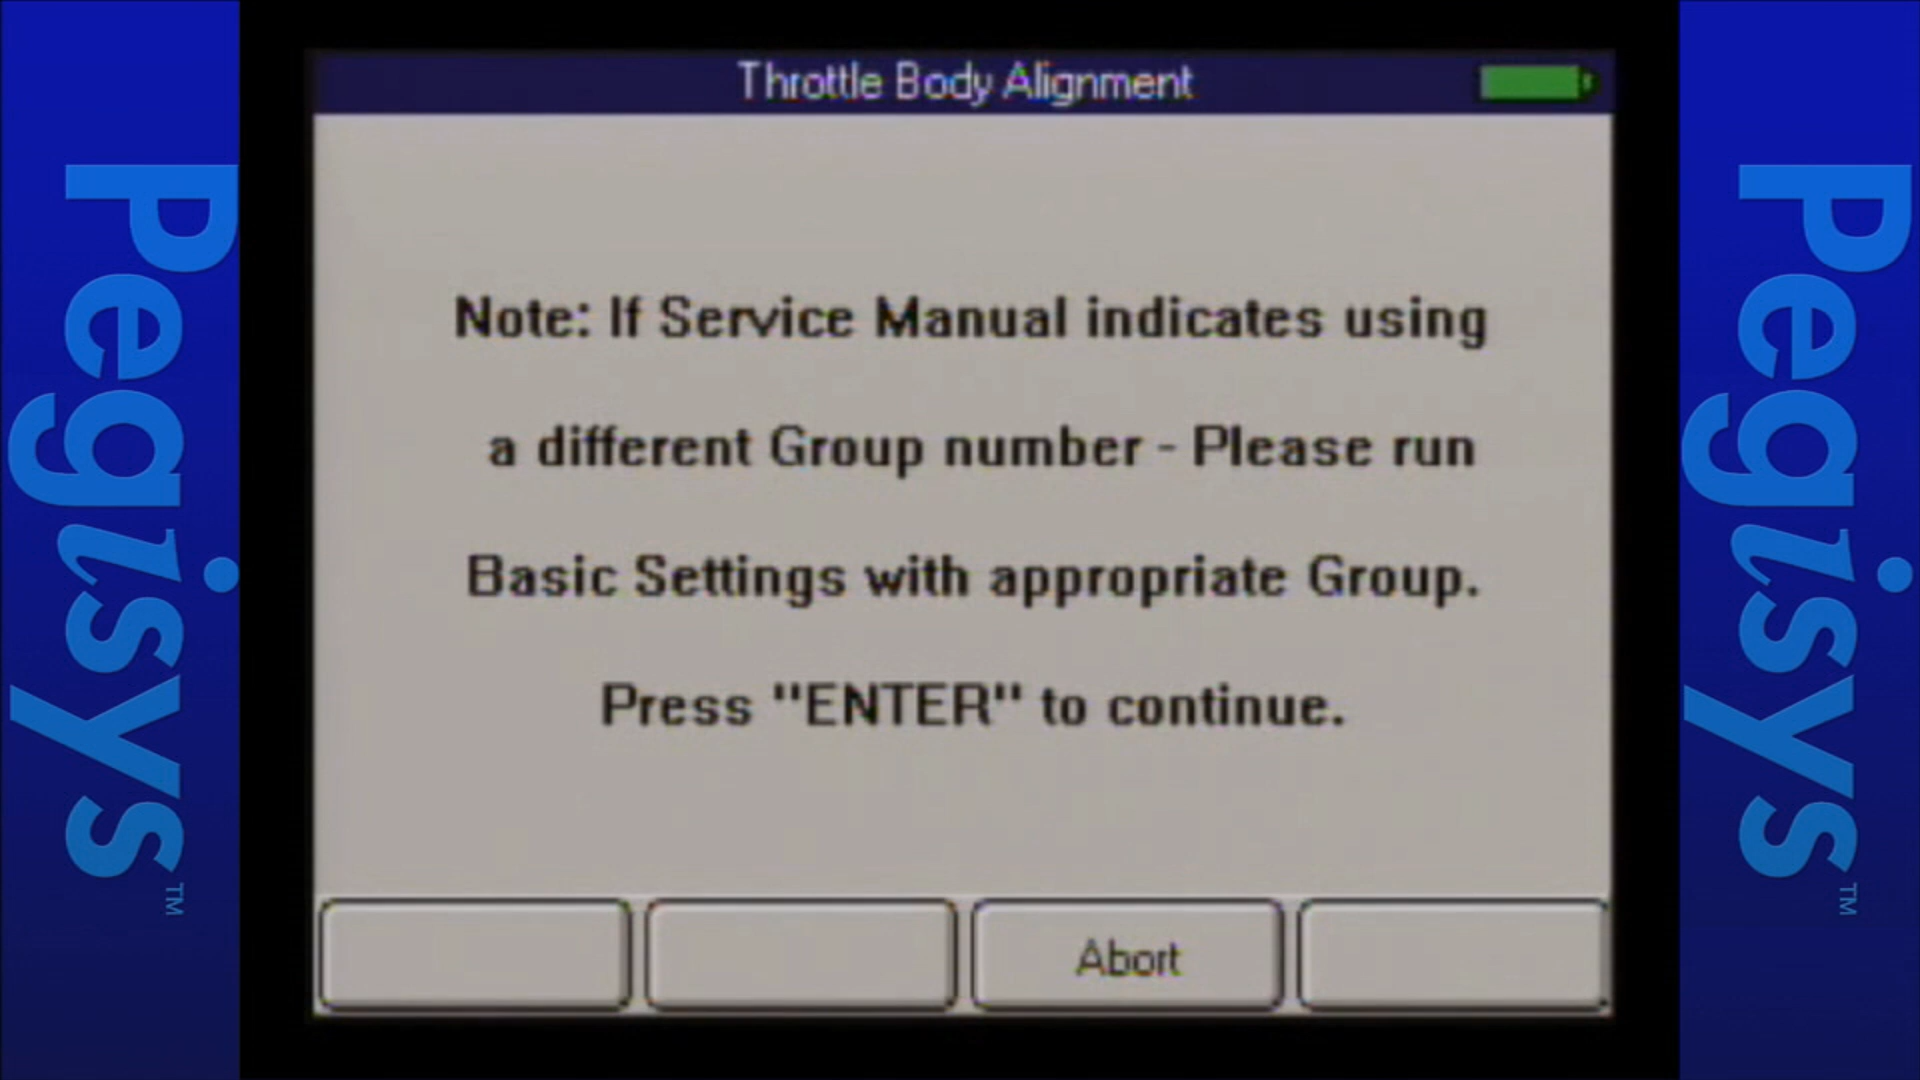 Throttle Body Alignment
Note: If Service Manual indicates using
a different Group number - Please run
Basic Settings with appropriate Group.
Press "ENTER" to continue.
Abort
Pegisys™
Pegisys™